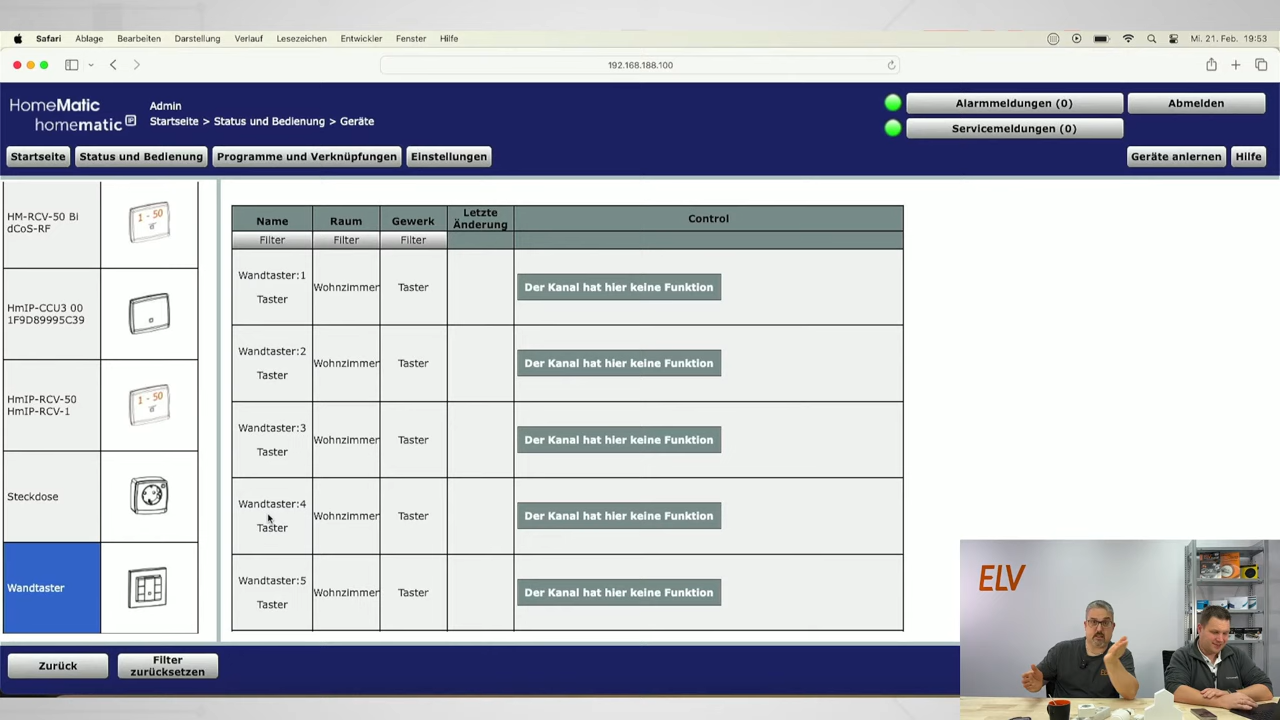 Safari Ablage Bearbeiten Darstellung Verlauf Lesezeichen Entwickler Fenster Hilfe
Mi. 21. Feb. 19:53
192.168.188.100
HomeMatic
homematic IP
Admin
Startseite > Status und Bedienung > Geräte
Alarmmeldungen (0)
Abmelden
Servicemeldungen (0)
Startseite
Status und Bedienung
Programme und Verknüpfungen
Einstellungen
Geräte anlernen
Hilfe
HM-RCV-50 Bi
dCoS-RF
1 - 50
HmIP-CCU3 00
1F9D89995C39
HmIP-RCV-50
HmIP-RCV-1
1 - 50
Steckdose
Wandtaster
Name Raum Gewerk Letzte
Änderung Control
Filter Filter Filter
Wandtaster:1
Taster
Wohnzimmer Taster Der Kanal hat hier keine Funktion
Wandtaster:2
Taster
Wohnzimmer Taster Der Kanal hat hier keine Funktion
Wandtaster:3
Taster
Wohnzimmer Taster Der Kanal hat hier keine Funktion
Wandtaster:4
Taster
Wohnzimmer Taster Der Kanal hat hier keine Funktion
Wandtaster:5
Taster
Wohnzimmer Taster Der Kanal hat hier keine Funktion
Zurück
Filter
zurücksetzen
ELV